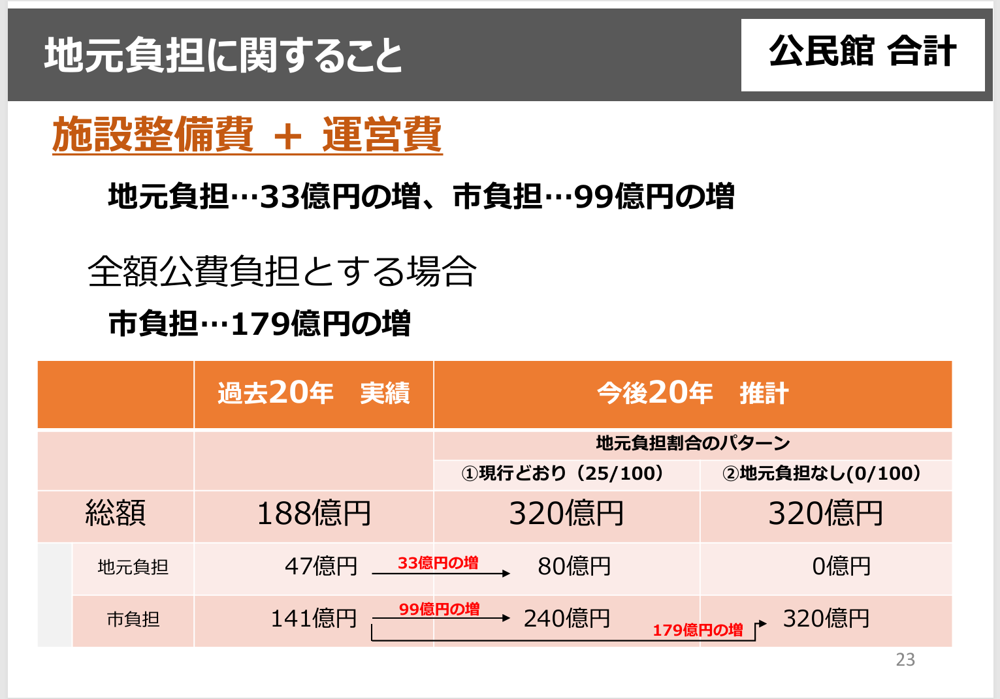 地元負担に関すること
公民館 合計
施設整備費 + 運営費
地元負担…33億円の増、市負担…99億円の増
全額公費負担とする場合
市負担…179億円の増
過去20年 実績 今後20年 推計
地元負担割合のパターン
①現行どおり（25/100） ②地元負担なし(0/100）
総額 188億円 320億円 320億円
地元負担 47億円 33億円の増 80億円 0億円
市負担 141億円 99億円の増 240億円 179億円の増 320億円
23